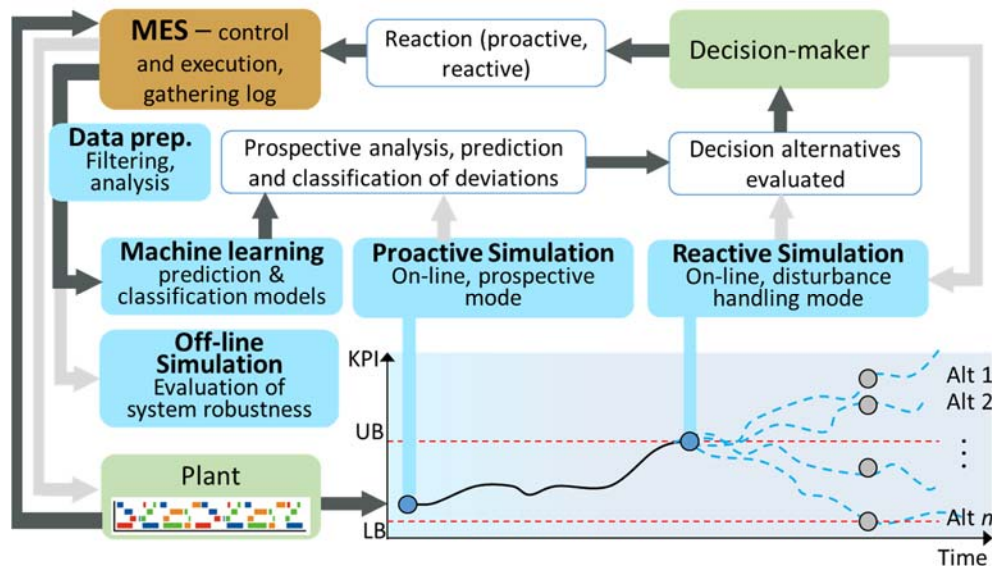 MES – control
and execution,
gathering log
Reaction (proactive,
reactive)
Decision-maker
Data prep.
Filtering,
analysis
Prospective analysis, prediction
and classification of deviations
Decision alternatives
evaluated
Machine learning
prediction &
classification models
Proactive Simulation
On-line, prospective
mode
Reactive Simulation
On-line, disturbance
handling mode
Off-line
Simulation
Evaluation of
system robustness
KPI
UB
LB
Alt 1
Alt 2
⋮
Alt n
Time
Plant